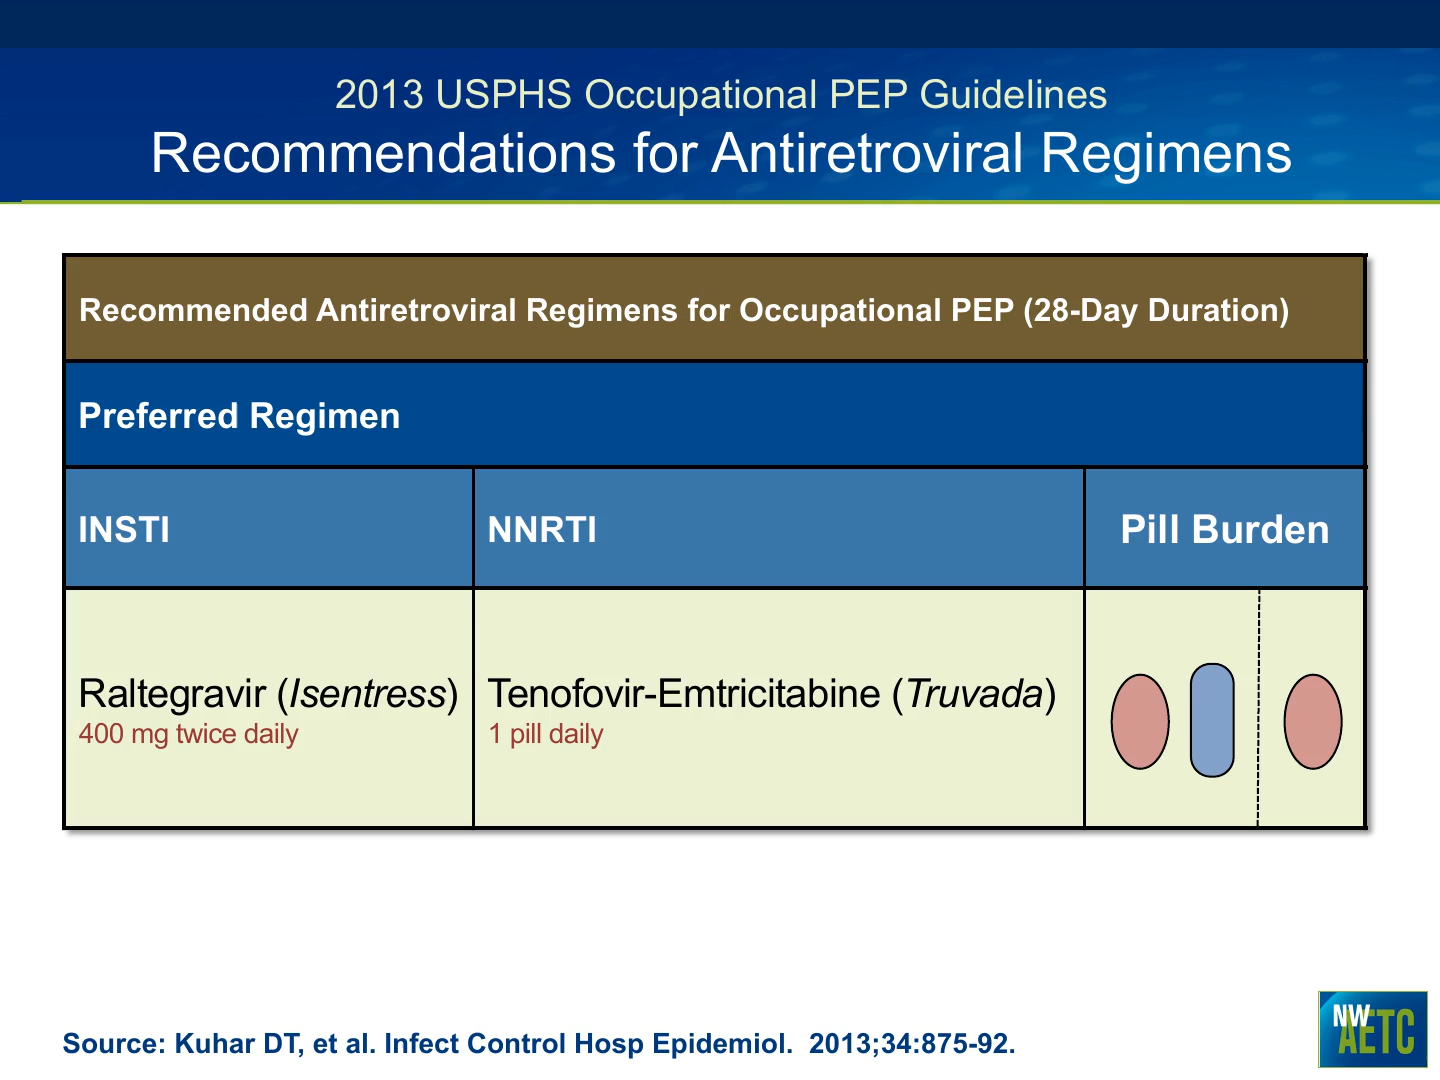 2013 USPHS Occupational PEP Guidelines
Recommendations for Antiretroviral Regimens
Recommended Antiretroviral Regimens for Occupational PEP (28-Day Duration)
Preferred Regimen
INSTI
NNRTI
Pill Burden
Raltegravir (Isentress)
400 mg twice daily
Tenofovir-Emtricitabine (Truvada)
1 pill daily
Source: Kuhar DT, et al. Infect Control Hosp Epidemiol.  2013;34:875-92.
NW
AETC